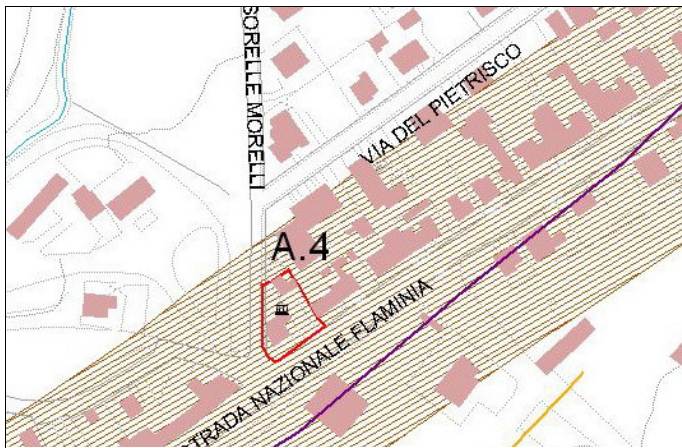 SORELLE MORELLI
VIA DEL PIETRISCO
A.4
STRADA NAZIONALE FLAMINIA